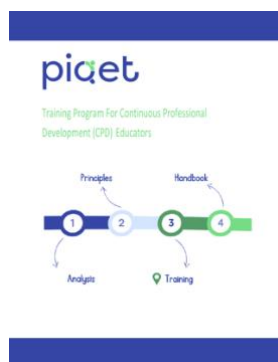 piqet
Training Program For Continuous Professional
Development (CPD) Educators
Principles
Handbook
1
2
3
4
Analysis
Training